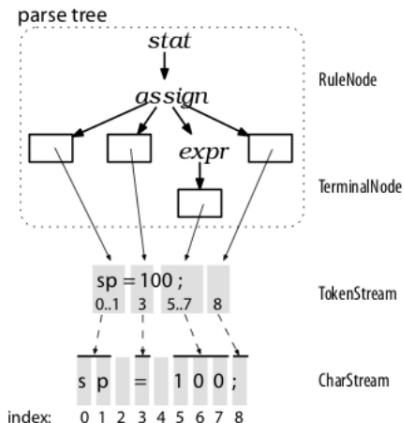 parse tree
stat
RuleNode
assign
expr
TerminalNode
sp = 100 ;
TokenStream
0..1 3 5..7 8
s p = 1 0 0 ;
CharStream
index: 0 1 2 3 4 5 6 7 8